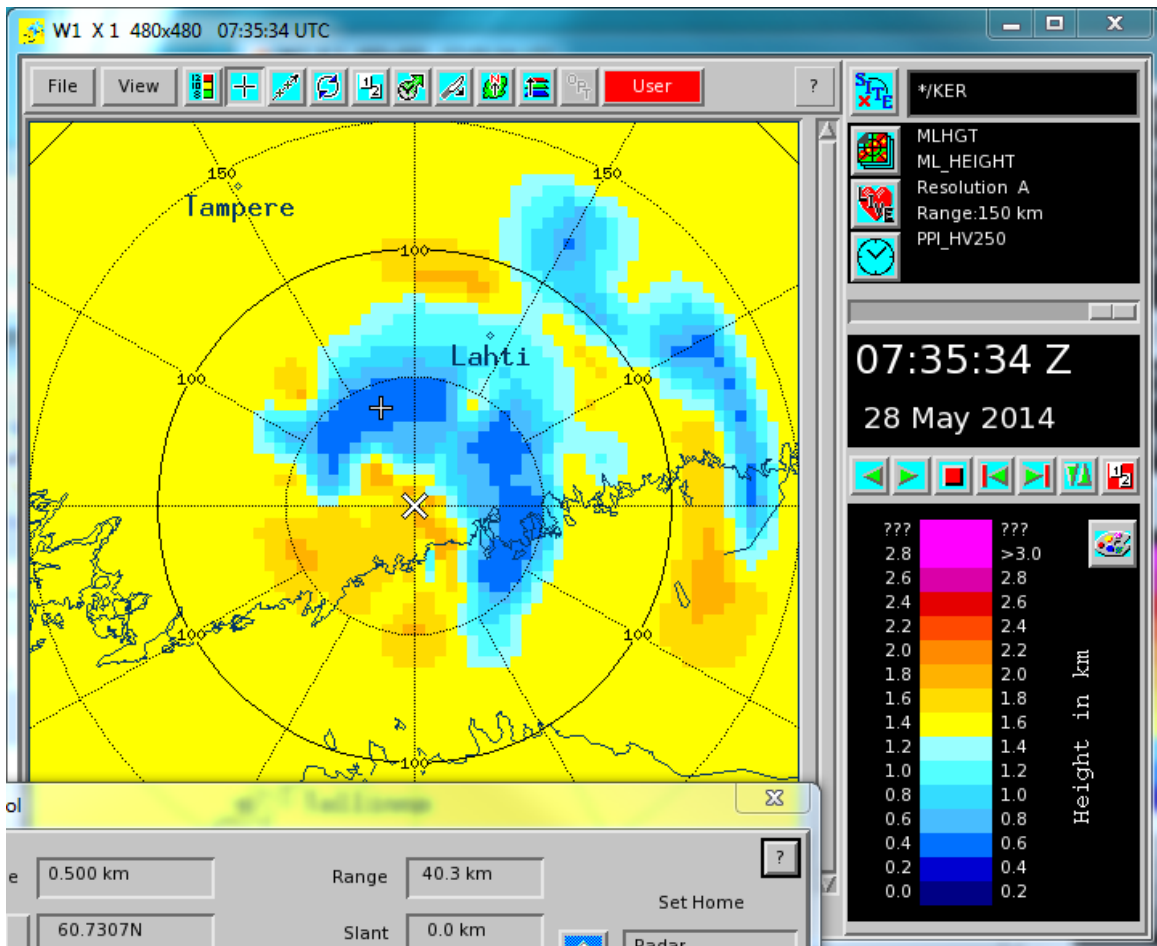 W1 X 1 480x480 07:35:34 UTC
File View User ?
*/KER
MLHGT
ML_HEIGHT
Resolution A
Range:150 km
PPI_HV250
150
150
Tampere
100
Lahti
100
100
100
100
100
07:35:34 Z
28 May 2014
??? ???
2.8 >3.0
2.6 2.8
2.4 2.6
2.2 2.4
2.0 2.2
1.8 2.0
1.6 1.8
1.4 1.6
1.2 1.4
1.0 1.2
0.8 1.0
0.6 0.8
0.4 0.6
0.2 0.4
0.0 0.2
Height in km
ol
?
e 0.500 km Range 40.3 km
Set Home
60.7307N Slant 0.0 km
Radar